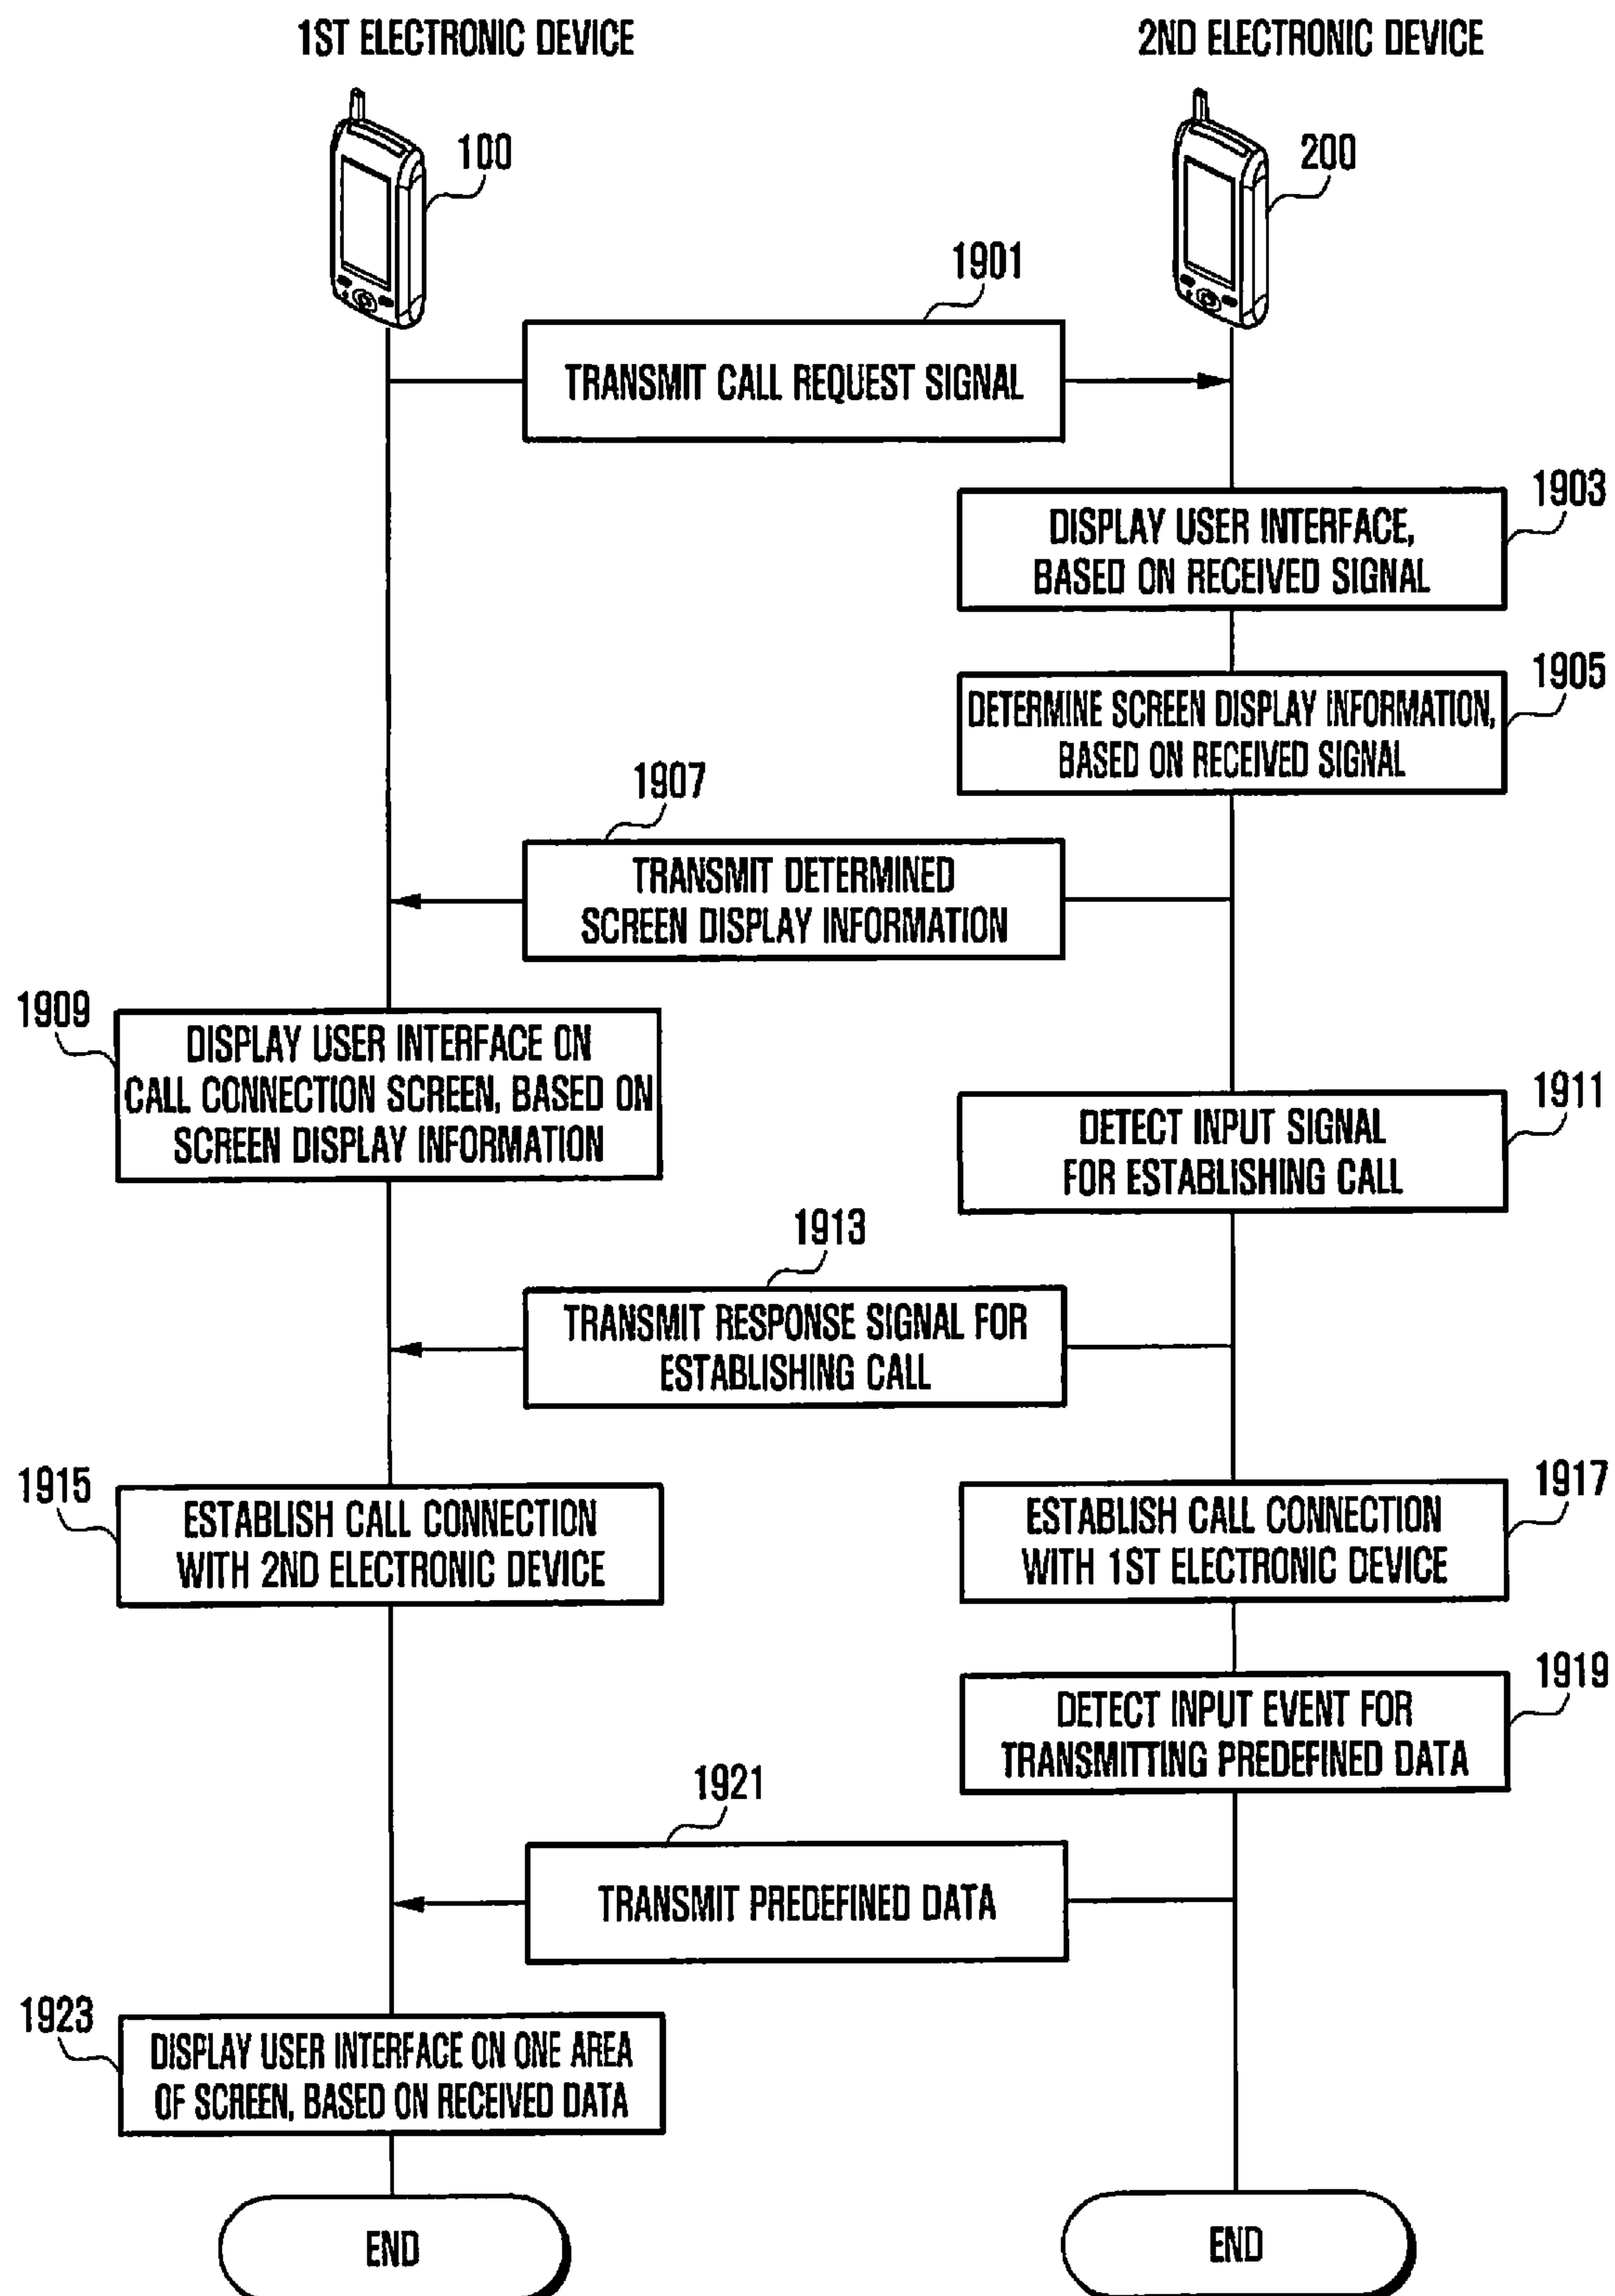 1ST ELECTRONIC DEVICE
2ND ELECTRONIC DEVICE
100
200
1901
TRANSMIT CALL REQUEST SIGNAL
1903
DISPLAY USER INTERFACE,
BASED ON RECEIVED SIGNAL
1905
DETERMINE SCREEN DISPLAY INFORMATION,
BASED ON RECEIVED SIGNAL
1907
TRANSMIT DETERMINED
SCREEN DISPLAY INFORMATION
1909
DISPLAY USER INTERFACE ON
CALL CONNECTION SCREEN, BASED ON
SCREEN DISPLAY INFORMATION
1911
DETECT INPUT SIGNAL
FOR ESTABLISHING CALL
1913
TRANSMIT RESPONSE SIGNAL FOR
ESTABLISHING CALL
1915
ESTABLISH CALL CONNECTION
WITH 2ND ELECTRONIC DEVICE
1917
ESTABLISH CALL CONNECTION
WITH 1ST ELECTRONIC DEVICE
1919
DETECT INPUT EVENT FOR
TRANSMITTING PREDEFINED DATA
1921
TRANSMIT PREDEFINED DATA
1923
DISPLAY USER INTERFACE ON ONE AREA
OF SCREEN, BASED ON RECEIVED DATA
END
END